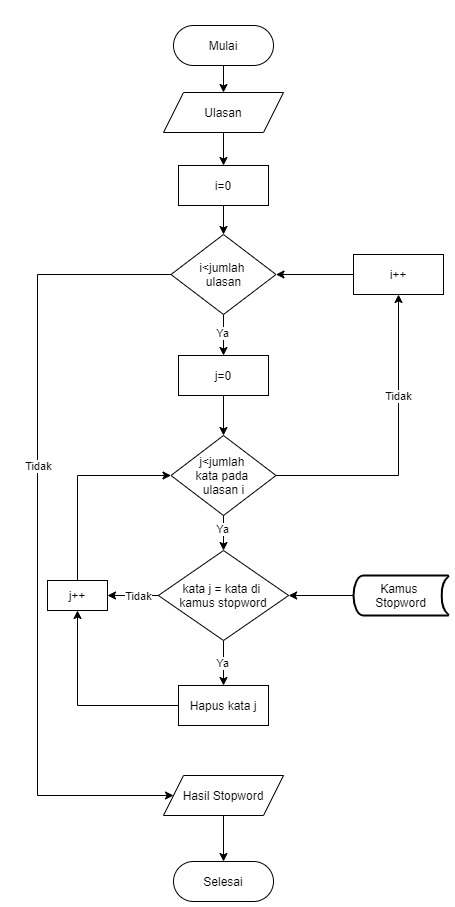 Mulai
Ulasan
i=0
i<jumlah
ulasan
i++
Ya
j=0
Tidak
j<jumlah
kata pada
ulasan i
Tidak
Ya
j++
Tidak
kata j = kata di
kamus stopword
Kamus
Stopword
Ya
Hapus kata j
Hasil Stopword
Selesai